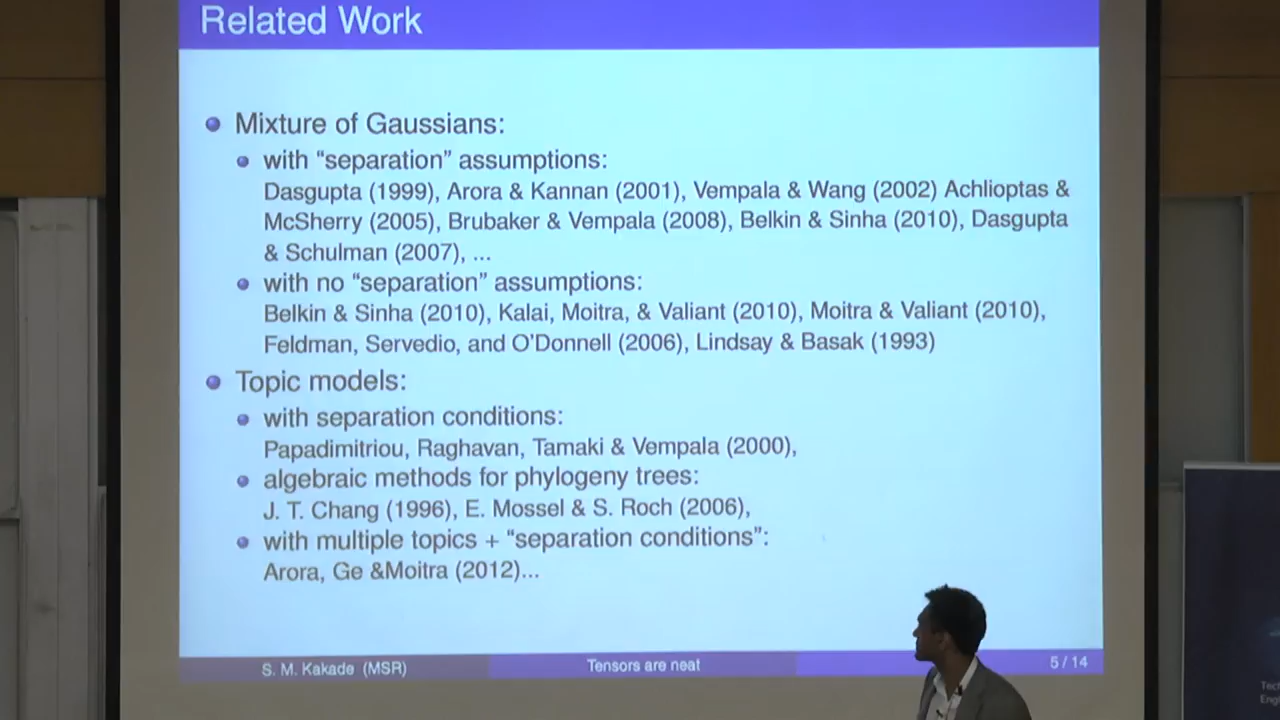 Related Work
Mixture of Gaussians:
with “separation” assumptions:
Dasgupta (1999), Arora & Kannan (2001), Vempala & Wang (2002) Achlioptas &
McSherry (2005), Brubaker & Vempala (2008), Belkin & Sinha (2010), Dasgupta
& Schulman (2007), ...
with no “separation” assumptions:
Belkin & Sinha (2010), Kalai, Moitra, & Valiant (2010), Moitra & Valiant (2010),
Feldman, Servedio, and O'Donnell (2006), Lindsay & Basak (1993)
Topic models:
with separation conditions:
Papadimitriou, Raghavan, Tamaki & Vempala (2000),
algebraic methods for phylogeny trees:
J. T. Chang (1996), E. Mossel & S. Roch (2006),
with multiple topics + “separation conditions”:
Arora, Ge &Moitra (2012)...
S. M. Kakade (MSR)
Tensors are neat
5 / 14